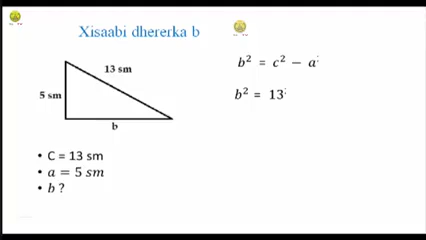 Xisaabi dhererka b
13 sm
5 sm
b
• C = 13 sm
• a = 5 sm
• b ?
b² = c² − a
b² = 13